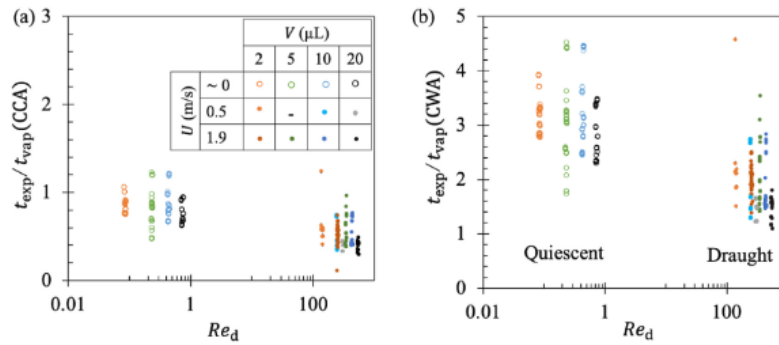 (a)
3
2
1
0
0.01
1
100
t_exp/t_vap(CCA)
Re_d
V (μL)
2 5 10 20
U (m/s)
~ 0
0.5 -
1.9
(b)
5
4
3
2
1
0
0.01
1
100
t_exp/t_vap(CWA)
Re_d
Quiescent
Draught